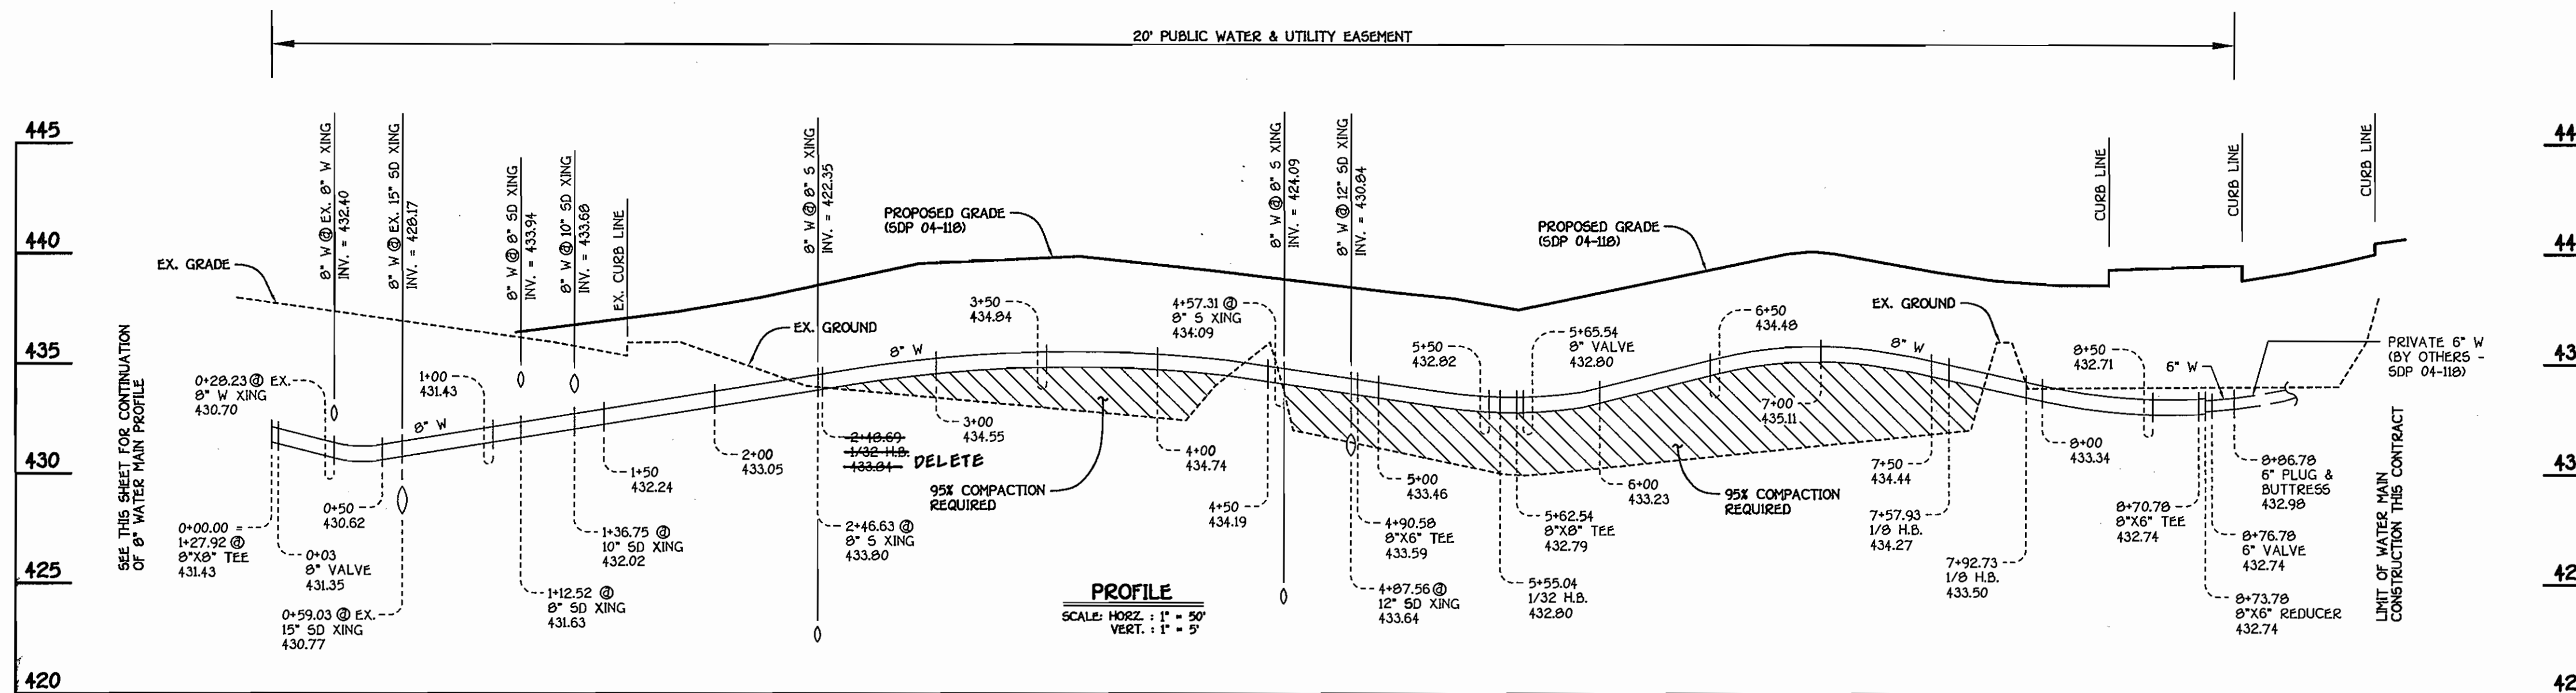 20' PUBLIC WATER & UTILITY EASEMENT
445
440
435
430
425
420
44
44
43
43
42
42
SEE THIS SHEET FOR CONTINUATION
OF 8" WATER MAIN PROFILE
EX. GRADE
8" W @ EX. 8" W XING
INV. = 432.40
8" W @ EX. 15" SD XING
INV. = 428.17
8" W @ 8" SD XING
INV. = 433.94
8" W @ 10" SD XING
INV. = 433.68
EX. CURB LINE
8" W @ 8" S XING
INV. = 422.35
PROPOSED GRADE
(SDP 04-118)
8" W @ 8" S XING
INV. = 424.09
8" W @ 12" SD XING
INV. = 430.84
PROPOSED GRADE
(SDP 04-118)
CURB LINE
CURB LINE
CURB LINE
EX. GROUND
EX. GROUND
0+28.23 @ EX.
8" W XING
430.70
1+00
431.43
8" W
8" W
3+50
434.84
4+57.31 @
8" S XING
434.09
5+50
432.82
5+65.54
8" VALVE
432.80
6+50
434.48
8" W
8+50
432.71
6" W
PRIVATE 6" W
(BY OTHERS -
SDP 04-118)
0+00.00 =
1+27.92 @
8"X8" TEE
431.43
0+03
8" VALVE
431.35
0+50
430.62
0+59.03 @ EX.
15" SD XING
430.77
1+12.52 @
8" SD XING
431.63
1+36.75 @
10" SD XING
432.02
1+50
432.24
2+00
433.05
2+48.69
1/32 H.B.
433.84
DELETE
2+46.63 @
8" S XING
433.80
3+00
434.55
95% COMPACTION
REQUIRED
4+00
434.74
4+50
434.19
4+87.56 @
12" SD XING
433.64
4+90.58
8"X6" TEE
433.59
5+00
433.46
5+55.04
1/32 H.B.
432.80
5+62.54
8"X8" TEE
432.79
6+00
433.23
95% COMPACTION
REQUIRED
7+00
435.11
7+50
434.44
7+57.93
1/8 H.B.
434.27
7+92.73
1/8 H.B.
433.50
8+00
433.34
8+70.78
8"X6" TEE
432.74
8+73.78
8"X6" REDUCER
432.74
8+76.78
6" VALVE
432.74
8+86.78
6" PLUG &
BUTTRESS
432.98
LIMIT OF WATER MAIN
CONSTRUCTION THIS CONTRACT
PROFILE
SCALE: HORZ. : 1" = 50'
VERT. : 1" = 5'